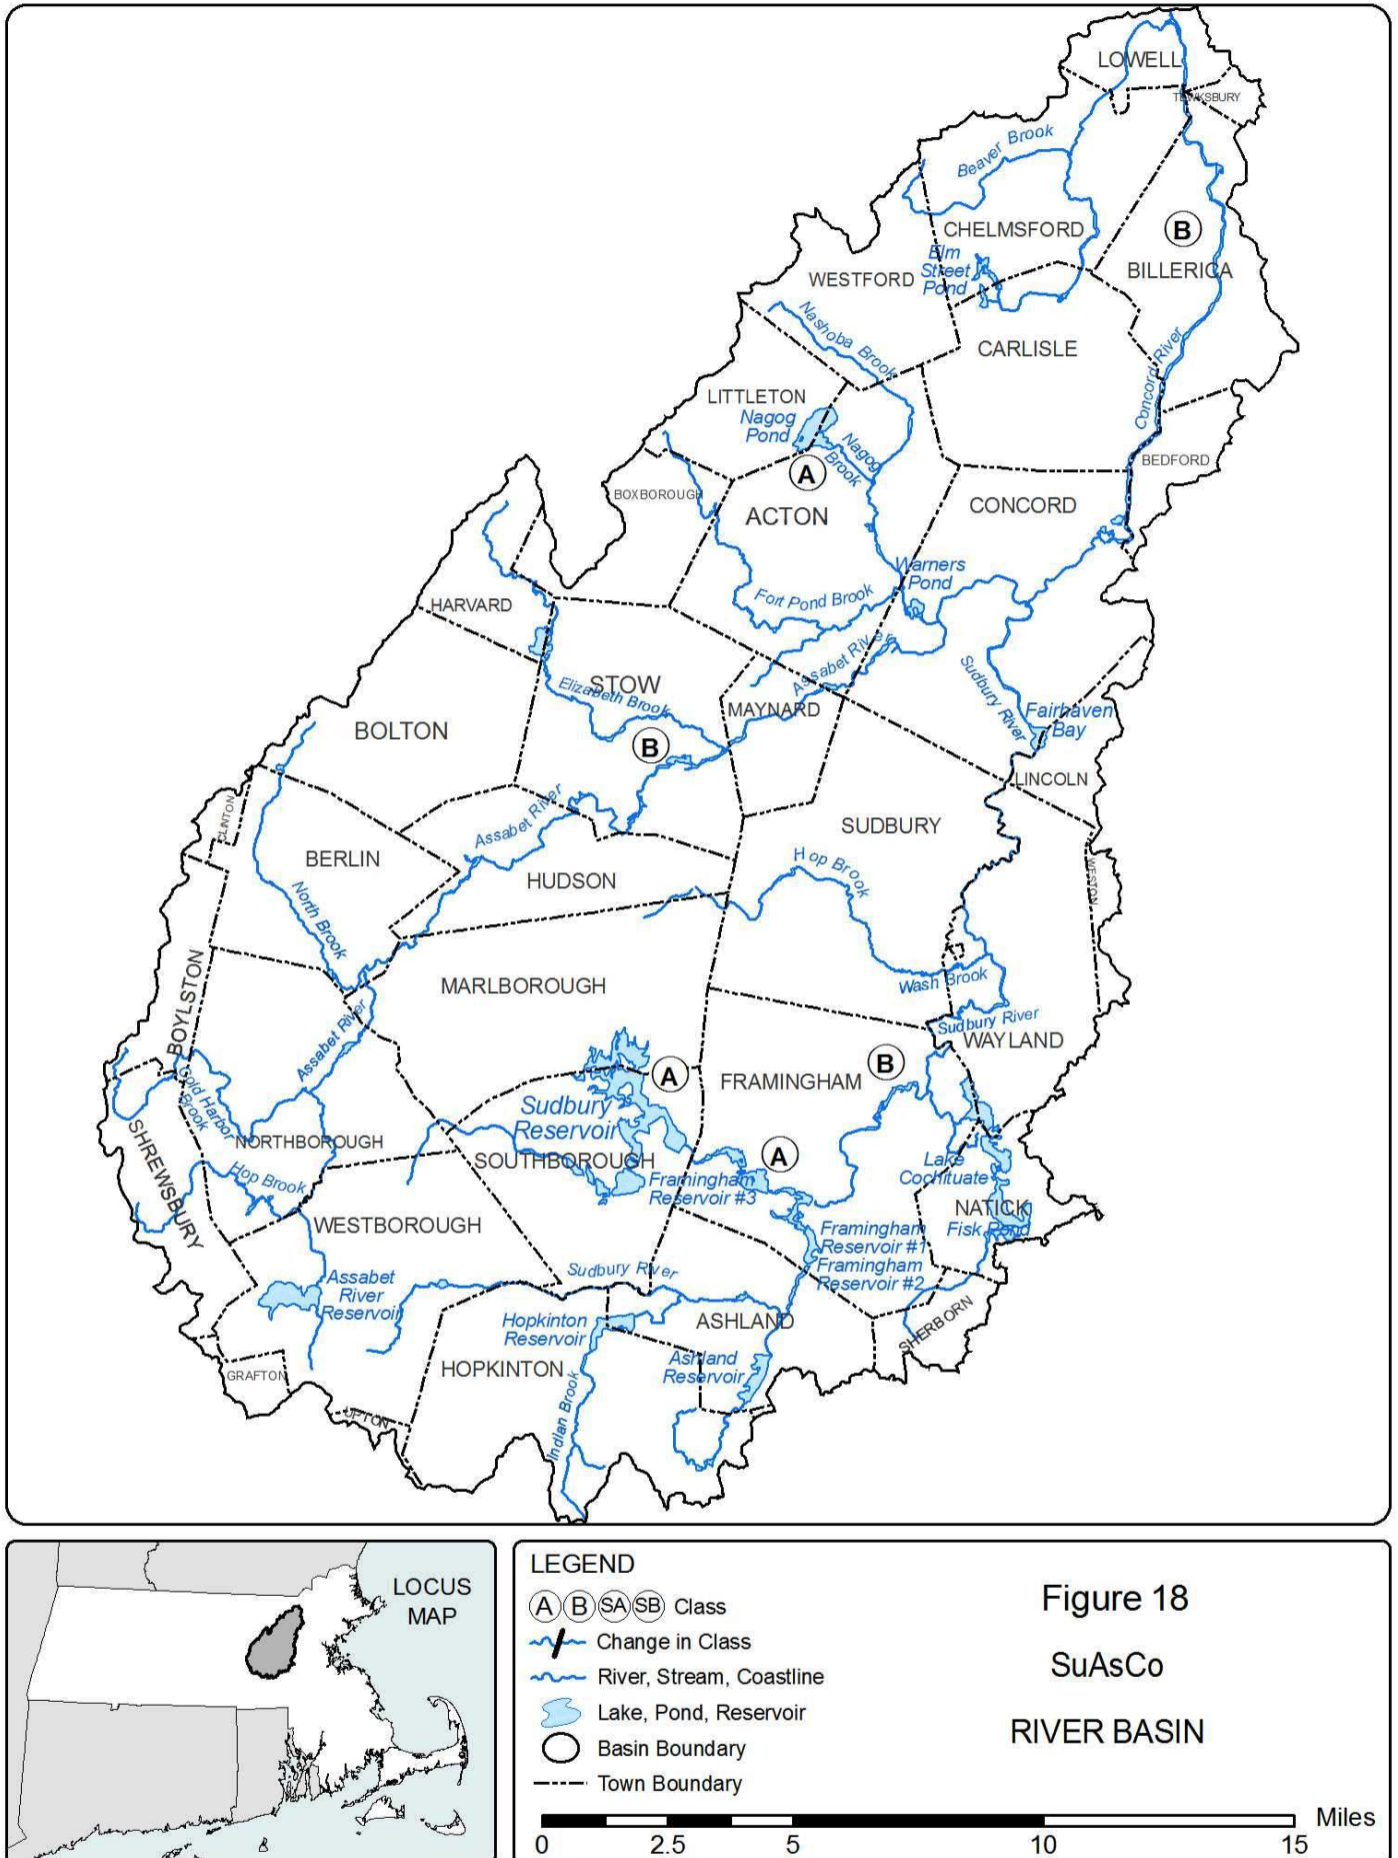 LOWELL
TEWKSBURY
Beaver Brook
CHELMSFORD
B
BILLERICA
Elm
Street
Pond
WESTFORD
Nashoba Brook
CARLISLE
Concord River
LITTLETON
Nagog
Pond
Nagog
Brook
BEDFORD
A
BOXBOROUGH
ACTON
CONCORD
Warners
Pond
Fort Pond Brook
HARVARD
Assabet River
STOW
Elizabeth Brook
Sudbury River
MAYNARD
Fairhaven
Bay
BOLTON
B
LINCOLN
CLINTON
Assabet River
SUDBURY
BERLIN
Hop Brook
WESTON
HUDSON
North Brook
MARLBOROUGH
Wash Brook
BOYLSTON
Assabet River
Sudbury River
WAYLAND
B
A
FRAMINGHAM
Cold Harbor
Brook
Sudbury
Reservoir
SHREWSBURY
NORTHBOROUGH
SOUTHBOROUGH
A
Lake
Cochituate
Hop Brook
Framingham
Reservoir #3
NATICK
Fisk Pond
WESTBOROUGH
Framingham
Reservoir #1
Framingham
Reservoir #2
Sudbury River
Assabet
River
Reservoir
Hopkinton
Reservoir
ASHLAND
SHERBORN
Ashland
Reservoir
HOPKINTON
GRAFTON
UPTON
Indian Brook
LOCUS
MAP
LEGEND
A B SA SB Class
Change in Class
River, Stream, Coastline
Lake, Pond, Reservoir
Basin Boundary
Town Boundary
Figure 18
SuAsCo
RIVER BASIN
Miles
0 2.5 5 10 15